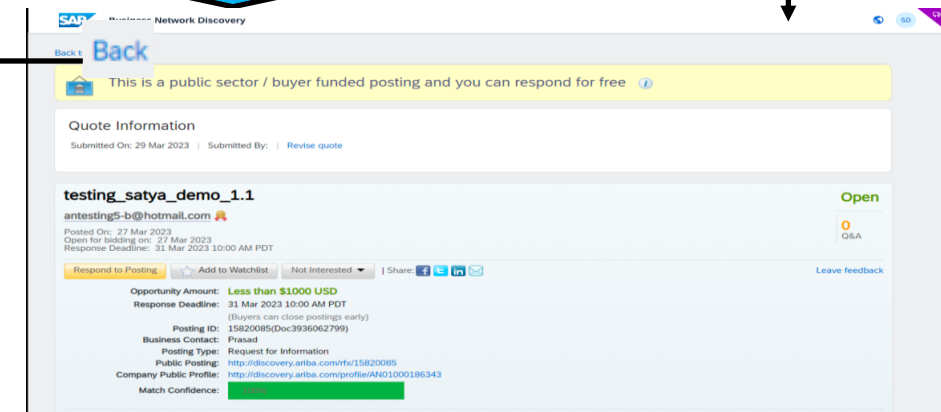 SAP Business Network Discovery
SD
Back
Back
This is a public sector / buyer funded posting and you can respond for free
Quote Information
Submitted On: 29 Mar 2023 | Submitted By: | Revise quote
testing_satya_demo_1.1
Open
antesting5-b@hotmail.com
0
Q&A
Posted On: 27 Mar 2023
Open for bidding on: 27 Mar 2023
Response Deadline: 31 Mar 2023 10:00 AM PDT
Respond to Posting Add to Watchlist Not Interested | Share: Leave feedback
Opportunity Amount: Less than $1000 USD
Response Deadline: 31 Mar 2023 10:00 AM PDT
(Buyers can close postings early)
Posting ID: 15820085(Doc3936062799)
Business Contact: Prasad
Posting Type: Request for Information
Public Posting: http://discovery.ariba.com/rfx/15820085
Company Public Profile: http://discovery.ariba.com/profile/AN01000186343
Match Confidence: